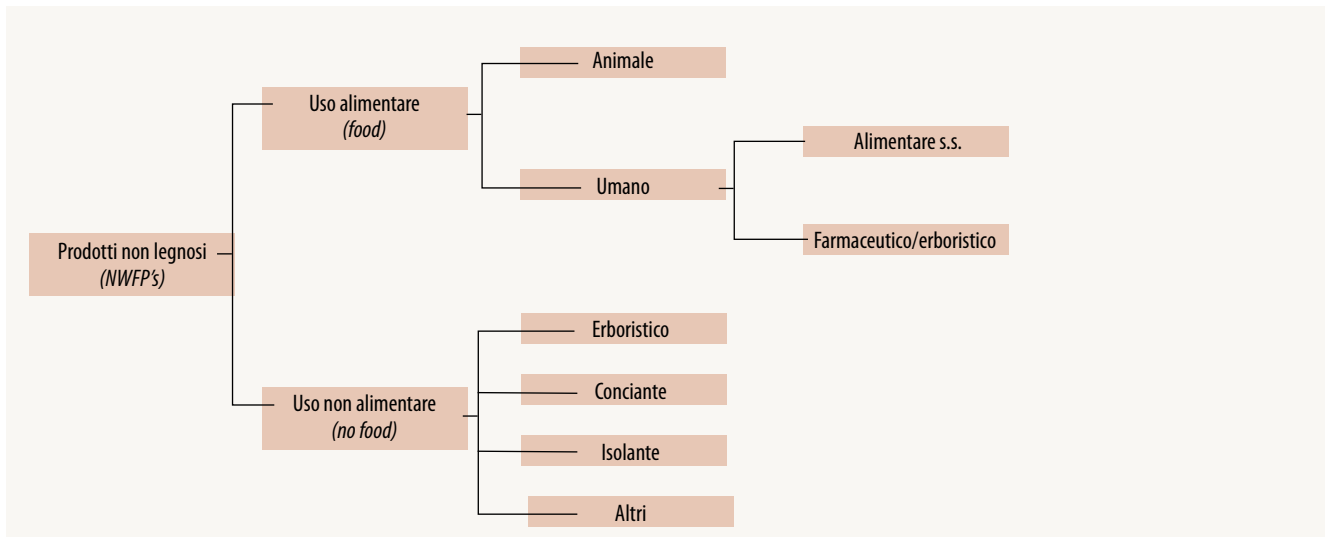 Prodotti non legnosi
(NWFP's)
Uso alimentare
(food)
Animale
Umano
Alimentare s.s.
Farmaceutico/erboristico
Uso non alimentare
(no food)
Erboristico
Conciante
Isolante
Altri